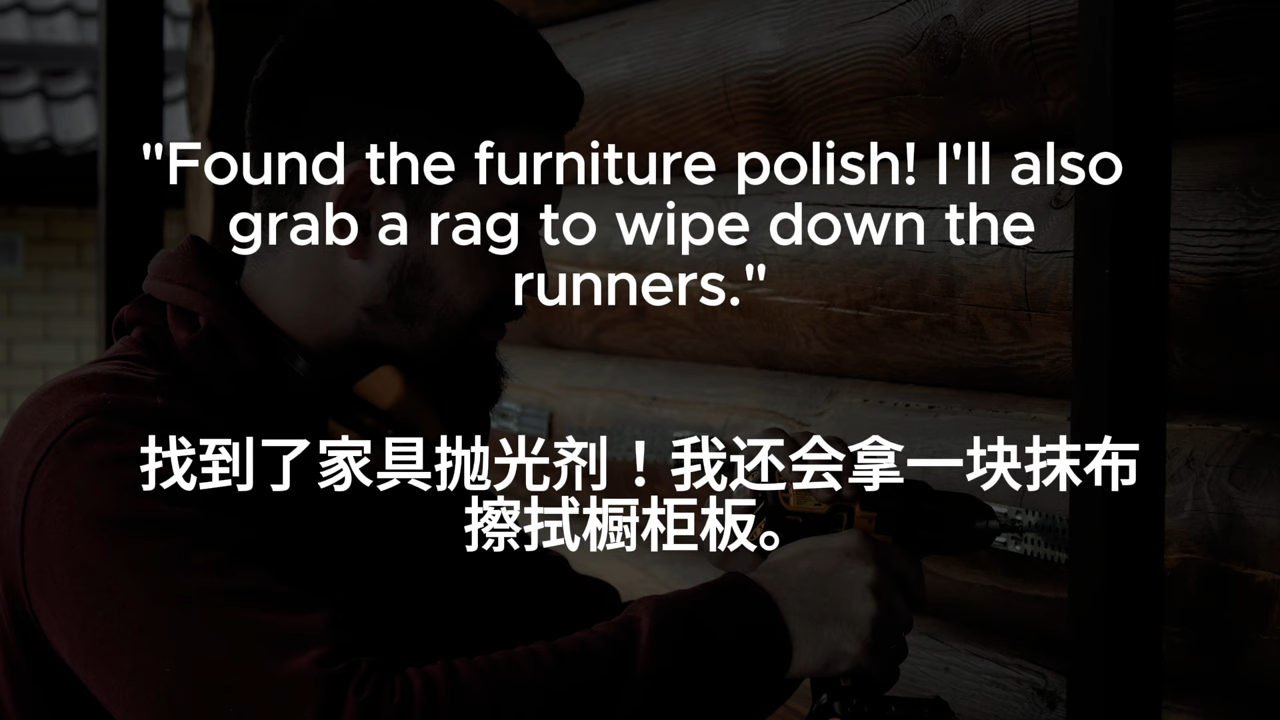 "Found the furniture polish! I'll also
grab a rag to wipe down the
runners."
找到了家具抛光剂！我还会拿一块抹布
擦拭橱柜板。